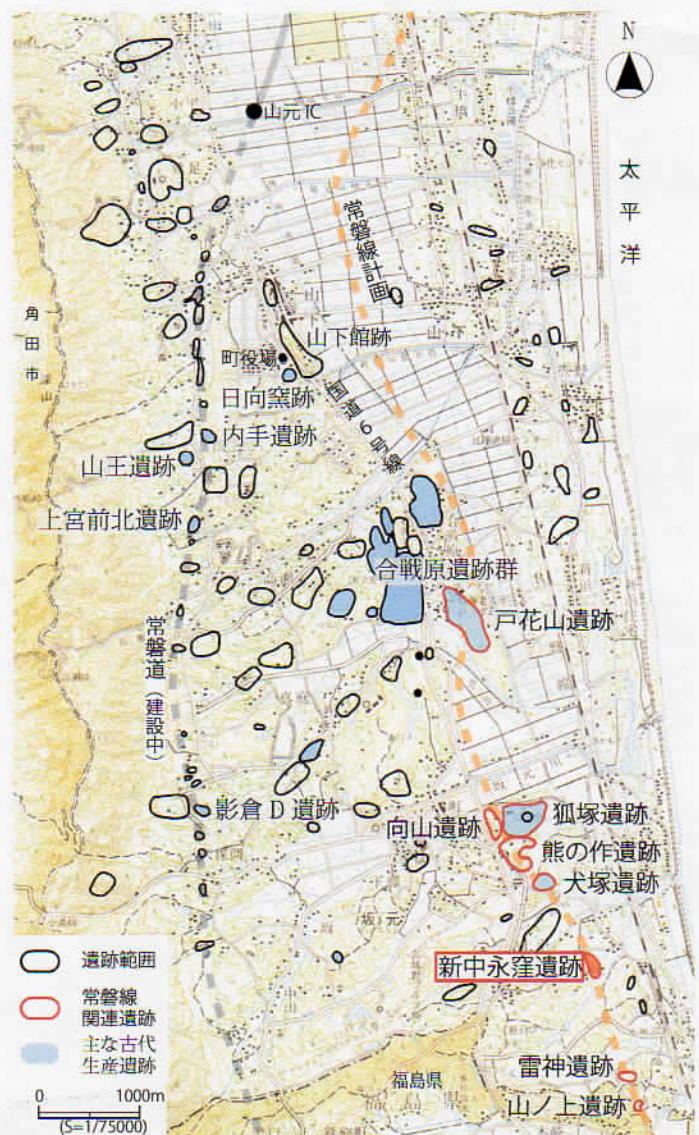 N
太平洋
山元IC
常磐線計画
角田市
山下館跡
町役場
日向窯跡
国道6号線
内手遺跡
山王遺跡
上宮前北遺跡
合戦原遺跡群
戸花山遺跡
常磐道（建設中）
影倉D遺跡
向山遺跡
狐塚遺跡
熊の作遺跡
犬塚遺跡
坂元
新中永窪遺跡
遺跡範囲
常磐線
関連遺跡
主な古代
生産遺跡
0 1000m
(S=1/75000)
福島県
福島県
雷神遺跡
山ノ上遺跡